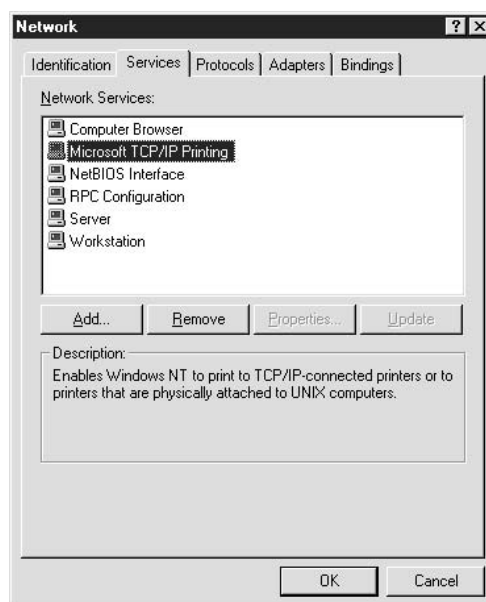 Network
Identification Services Protocols Adapters Bindings
Network Services:
Computer Browser
Microsoft TCP/IP Printing
NetBIOS Interface
RPC Configuration
Server
Workstation
Add... Remove Properties... Update
Description:
Enables Windows NT to print to TCP/IP-connected printers or to
printers that are physically attached to UNIX computers.
OK Cancel